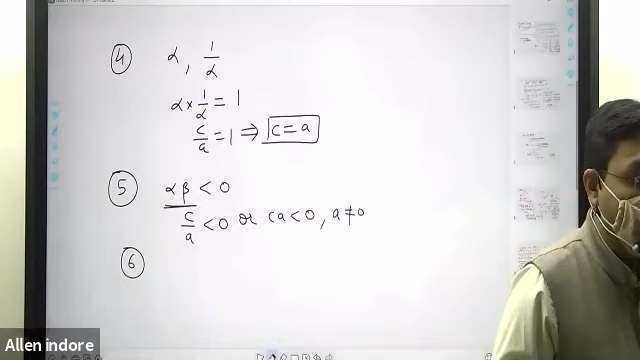 ④ α, 1/α
α × 1/α = 1
c/a = 1 ⇒ c = a
⑤ αβ < 0
c/a < 0 or ca < 0, a ≠ 0
⑥
Allen indore